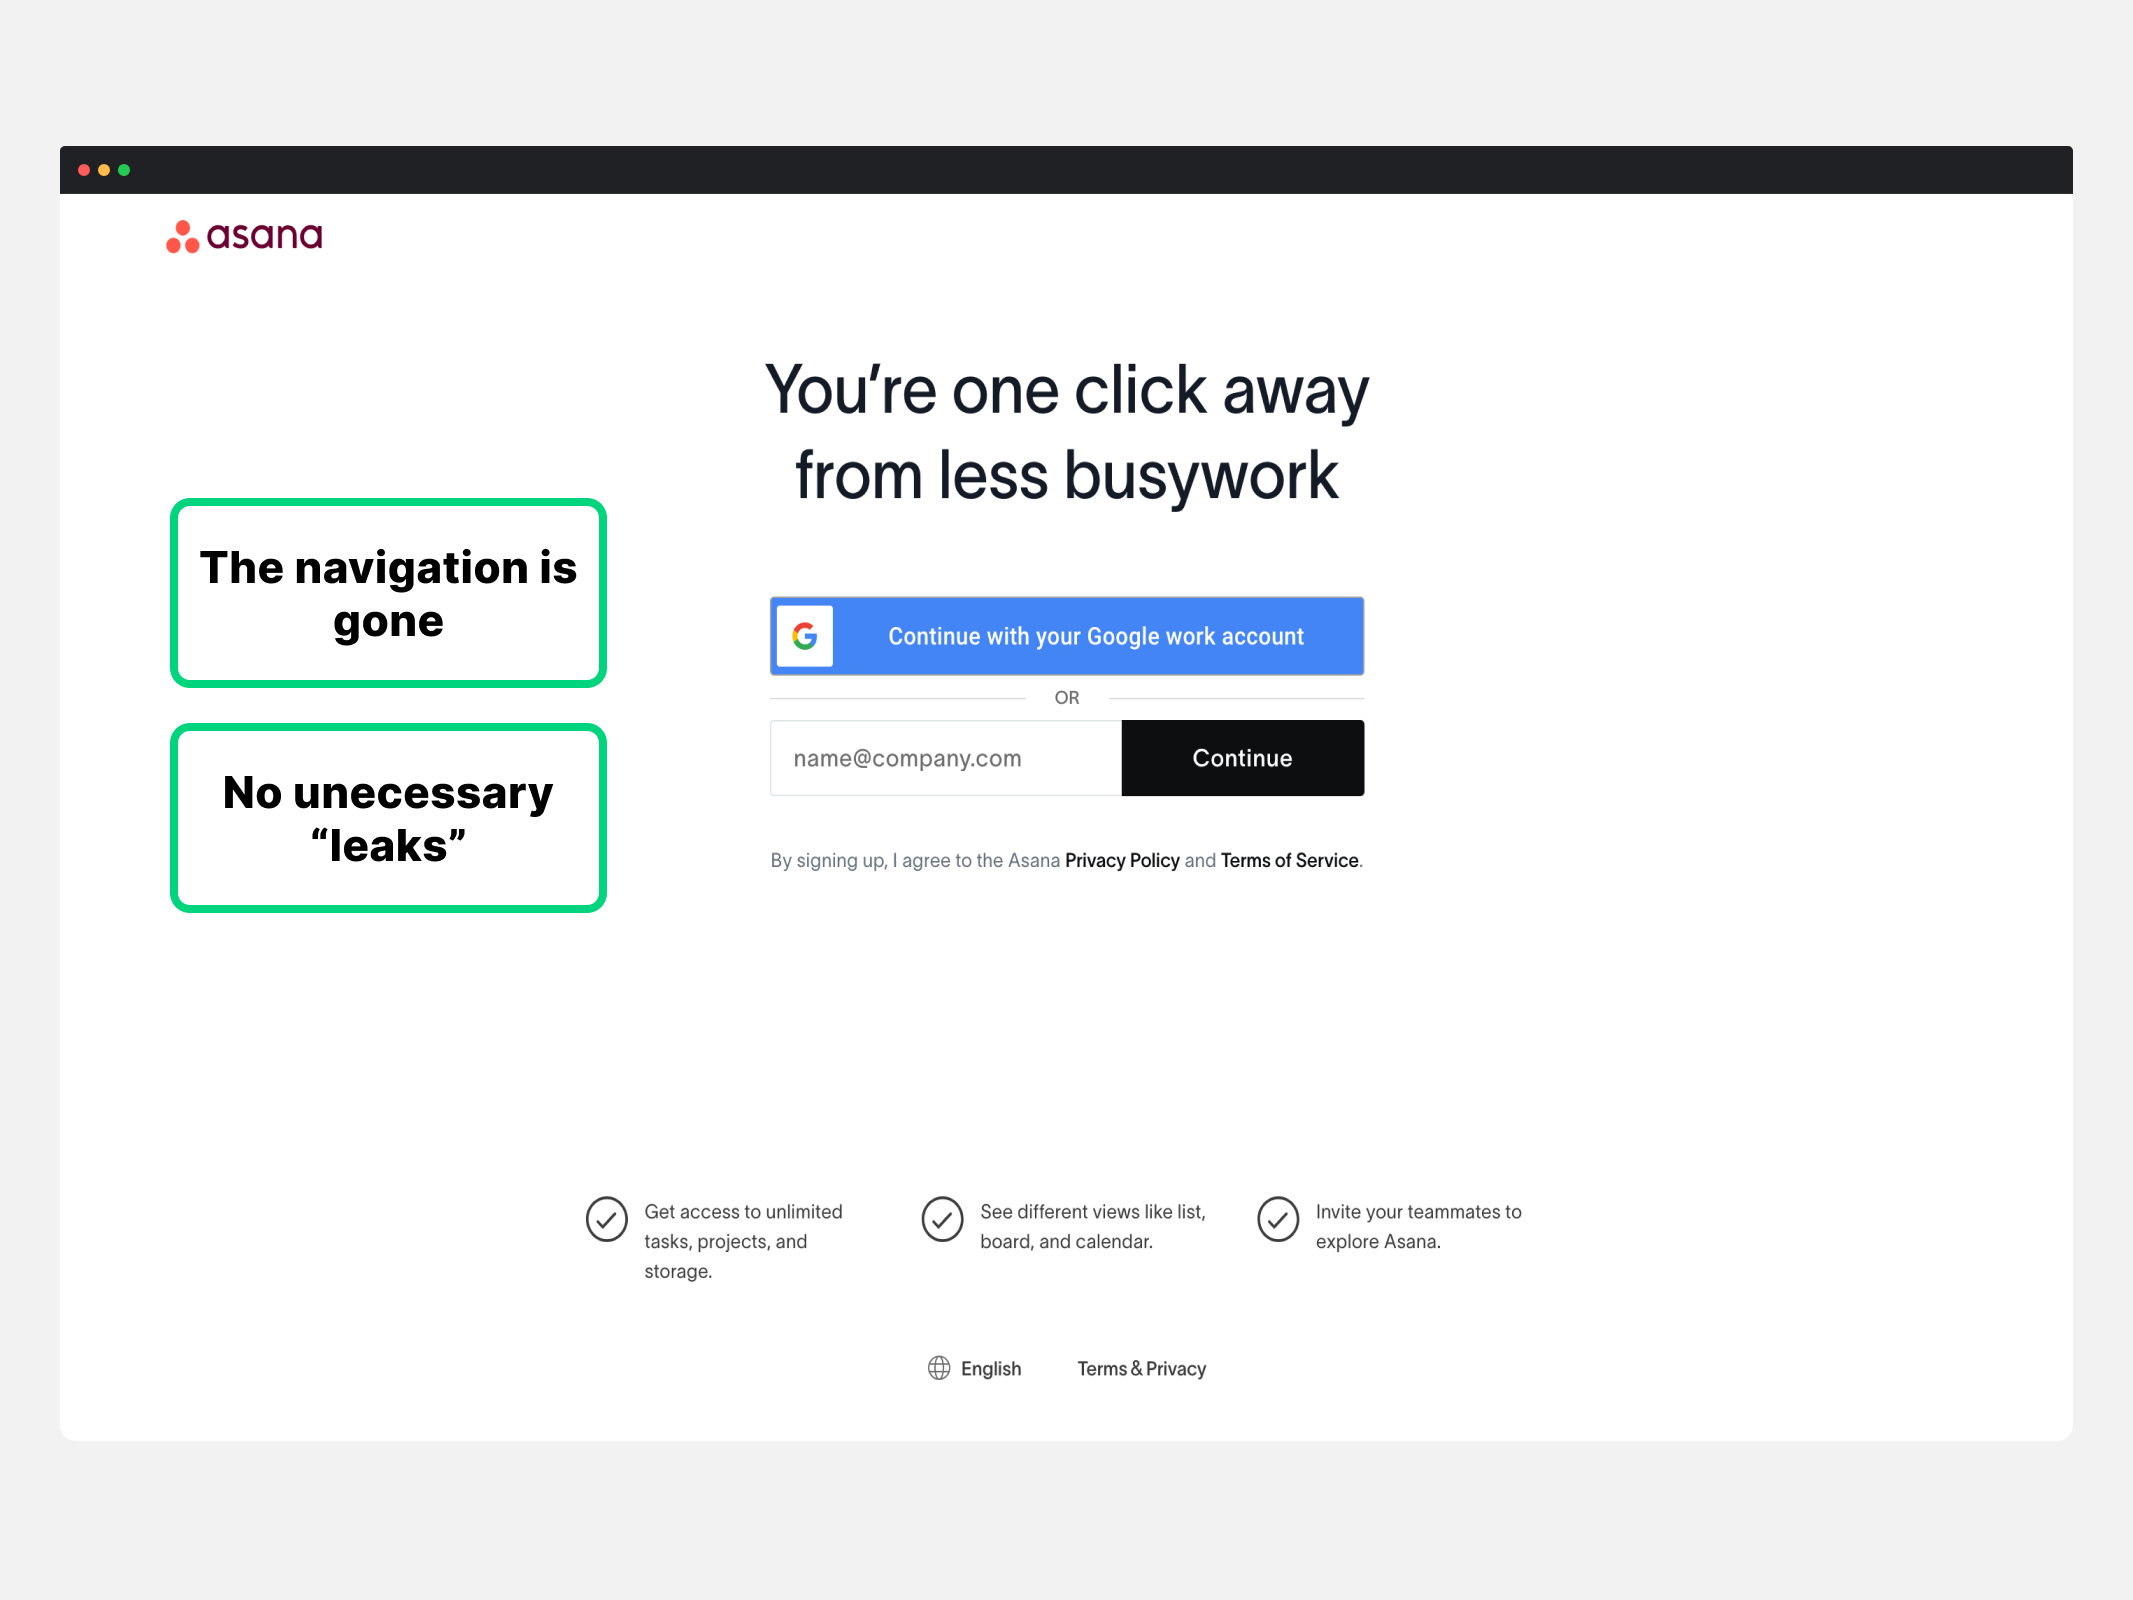 asana
You’re one click away
from less busywork
The navigation is
gone
No unecessary
“leaks”
Continue with your Google work account
OR
name@company.com
Continue
By signing up, I agree to the Asana Privacy Policy and Terms of Service.
Get access to unlimited
tasks, projects, and
storage.
See different views like list,
board, and calendar.
Invite your teammates to
explore Asana.
English
Terms & Privacy